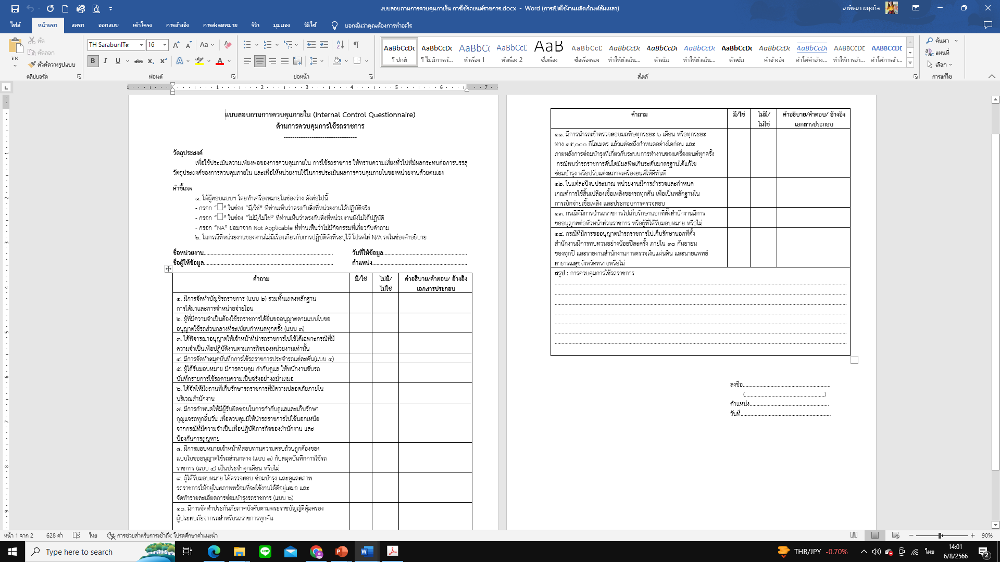 แบบสอบถามการควบคุมภายใน การใช้รถยนต์ราชการ.docx - Word (การเปิดใช้งานผลิตภัณฑ์ล้มเหลว)
อาทิตยา ผดุงกิจ
ไฟล์ หน้าแรก แทรก ออกแบบ เค้าโครง การอ้างอิง การส่งจดหมาย รีวิว มุมมอง วิธีใช้ บอกฉันว่าคุณต้องการทำอะไร
วาง
ตัด
คัดลอก
ตัวคัดวางรูปแบบ
คลิปบอร์ด
TH SarabunIT๙ 16
ฟอนต์
ย่อหน้า
AaBbCcDc AaBbCcDc AaBbCc AaBbCcC AaB AaBbCcD AaBbCcDc AaBbCcDc AaBbCcDc AaBbCcDc AaBbCcDc AaBbCcDc AABBCCDD AABBCCDD
¶ ปกติ ¶ ไม่มีการเว้... หัวเรื่อง 1 หัวเรื่อง 2 ชื่อเรื่อง ชื่อเรื่องรอง ทำให้ตัวเน้น... ตัวเน้น ทำให้ตัวเน้น... ตัวเข้ม คำอ้างอิง ทำให้คำอ้าง... ทำให้การอ้า... ทำให้การอ้า...
สไตล์
ค้นหา
แทนที่
เลือก
การแก้ไข
แบบสอบถามการควบคุมภายใน (Internal Control Questionnaire)
ด้านการควบคุมการใช้รถราชการ
----------------------------------
วัตถุประสงค์
เพื่อใช้ประเมินความเพียงพอของการควบคุมภายใน การใช้รถราชการ ให้ทราบความเสี่ยงทั่วไปที่มีผลกระทบต่อการบรรลุ
วัตถุประสงค์ของการควบคุมภายใน และเพื่อให้หน่วยงานใช้ในการประเมินผลการควบคุมภายในของหน่วยงานด้วยตนเอง
คำชี้แจง
๑. ให้ผู้ตอบแบบฯ โดยทำเครื่องหมายในช่องว่าง ดังต่อไปนี้
- กรอก “□” ในช่อง “มี/ใช่” ที่ท่านเห็นว่าตรงกับสิ่งที่หน่วยงานได้ปฏิบัติจริง
- กรอก “□” ในช่อง “ไม่มี/ไม่ใช่” ที่ท่านเห็นว่าตรงกับสิ่งที่หน่วยงานยังไม่ได้ปฏิบัติ
- กรอก “NA” ย่อมาจาก Not Applicable ที่ท่านเห็นว่าไม่มีกิจกรรมที่เกี่ยวกับคำถาม
๒. ในกรณีที่หน่วยงานของท่านไม่มีเรื่องเกี่ยวกับการปฏิบัติดังที่ระบุไว้ โปรดใส่ N/A ลงในช่องคำอธิบาย
ชื่อหน่วยงาน.................... วันที่ให้ข้อมูล....................
ชื่อผู้ให้ข้อมูล.................... ตำแหน่ง....................
คำถาม มี/ใช่ ไม่มี/ ไม่ใช่ คำอธิบาย/คำตอบ/ อ้างอิง เอกสารประกอบ
๑. มีการจัดทำบัญชีรถราชการ (แบบ ๒) รวมทั้งแสดงหลักฐาน
การได้มาและการจำหน่ายจ่ายโอน
๒. ผู้ที่มีความจำเป็นต้องใช้รถราชการได้ยื่นขออนุญาตตามแบบใบขอ
อนุญาตใช้รถส่วนกลางที่ระเบียบกำหนดทุกครั้ง (แบบ ๓)
๓. ได้พิจารณาอนุญาตให้เจ้าหน้าที่นำรถราชการไปใช้ได้เฉพาะกรณีที่มี
ความจำเป็นเพื่อปฏิบัติงานตามภารกิจของหน่วยงานเท่านั้น
๔. มีการจัดทำสมุดบันทึกการใช้รถราชการประจำรถแต่ละคัน(แบบ ๔)
๕. ผู้ได้รับมอบหมาย มีการควบคุม กำกับดูแล ให้พนักงานขับรถ
บันทึกรายการใช้รถตามความเป็นจริงอย่างสม่ำเสมอ
๖. ได้จัดให้มีสถานที่เก็บรักษารถราชการที่มีความปลอดภัยภายใน
บริเวณสำนักงาน
๗. มีการกำหนดให้มีผู้รับผิดชอบในการกำกับดูแลและเก็บรักษา
กุญแจรถทุกสิ้นวัน เพื่อควบคุมมิให้นำรถราชการไปใช้นอกเหนือ
จากกรณีที่มีความจำเป็นเพื่อปฏิบัติภารกิจของสำนักงาน และ
ป้องกันการสูญหาย
๘. มีการมอบหมายเจ้าหน้าที่สอบทานความครบถ้วนถูกต้องของ
แบบใบขออนุญาตใช้รถส่วนกลาง (แบบ ๓) กับสมุดบันทึกการใช้รถ
ราชการ (แบบ ๔) เป็นประจำทุกเดือน หรือไม่
๙. ผู้ได้รับมอบหมาย ได้ตรวจสอบ ซ่อมบำรุง และดูแลสภาพ
รถราชการให้อยู่ในสภาพพร้อมที่จะใช้งานได้ดีอยู่เสมอ และ
จัดทำรายละเอียดการซ่อมบำรุงรถราชการ (แบบ ๖)
๑๐. มีการจัดทำประกันภัยภาคบังคับตามพระราชบัญญัติคุ้มครอง
ผู้ประสบภัยจากรถสำหรับรถราชการทุกคัน
คำถาม มี/ใช่ ไม่มี/ ไม่ใช่ คำอธิบาย/คำตอบ/ อ้างอิง เอกสารประกอบ
๑๑. มีการนำรถเข้าตรวจสอบมลพิษทุกระยะ ๖ เดือน หรือทุกระยะ
ทาง ๑๕,๐๐๐ กิโลเมตร แล้วแต่จะถึงกำหนดอย่างใดก่อน และ
ภายหลังการซ่อมบำรุงที่เกี่ยวกับระบบการทำงานของเครื่องยนต์ทุกครั้ง
กรณีพบว่ารถราชการคันใดมีมลพิษเกินระดับมาตรฐานได้แก้ไข
ซ่อมบำรุง หรือปรับแต่งสภาพเครื่องยนต์ให้ดีทันที
๑๒. ในแต่ละปีงบประมาณ หน่วยงานมีการสำรวจและกำหนด
เกณฑ์การใช้สิ้นเปลืองเชื้อเพลิงของรถทุกคัน เพื่อเป็นหลักฐานใน
การเบิกจ่ายเชื้อเพลิง และประกอบการตรวจสอบ
๑๓. กรณีที่มีการนำรถราชการไปเก็บรักษานอกที่ตั้งสำนักงานมีการ
ขออนุญาตต่อหัวหน้าส่วนราชการ หรือผู้ที่ได้รับมอบหมาย หรือไม่
๑๔. กรณีที่มีการขออนุญาตนำรถราชการไปเก็บรักษานอกที่ตั้ง
สำนักงานมีการทบทวนอย่างน้อยปีละครั้ง ภายใน ๓๐ กันยายน
ของทุกปี และรายงานสำนักงานการตรวจเงินแผ่นดิน และนายแพทย์
สาธารณสุขจังหวัดทราบหรือไม่
สรุป : การควบคุมการใช้รถราชการ
ลงชื่อ....................
(....................)
ตำแหน่ง....................
วันที่....................
หน้า 1 จาก 2 628 คำ ไทย การช่วยสำหรับการเข้าถึง: โปรดศึกษาคำแนะนำ 90%
Type here to search
THB/JPY -0.70%
ไทย
14:01
6/8/2566
2